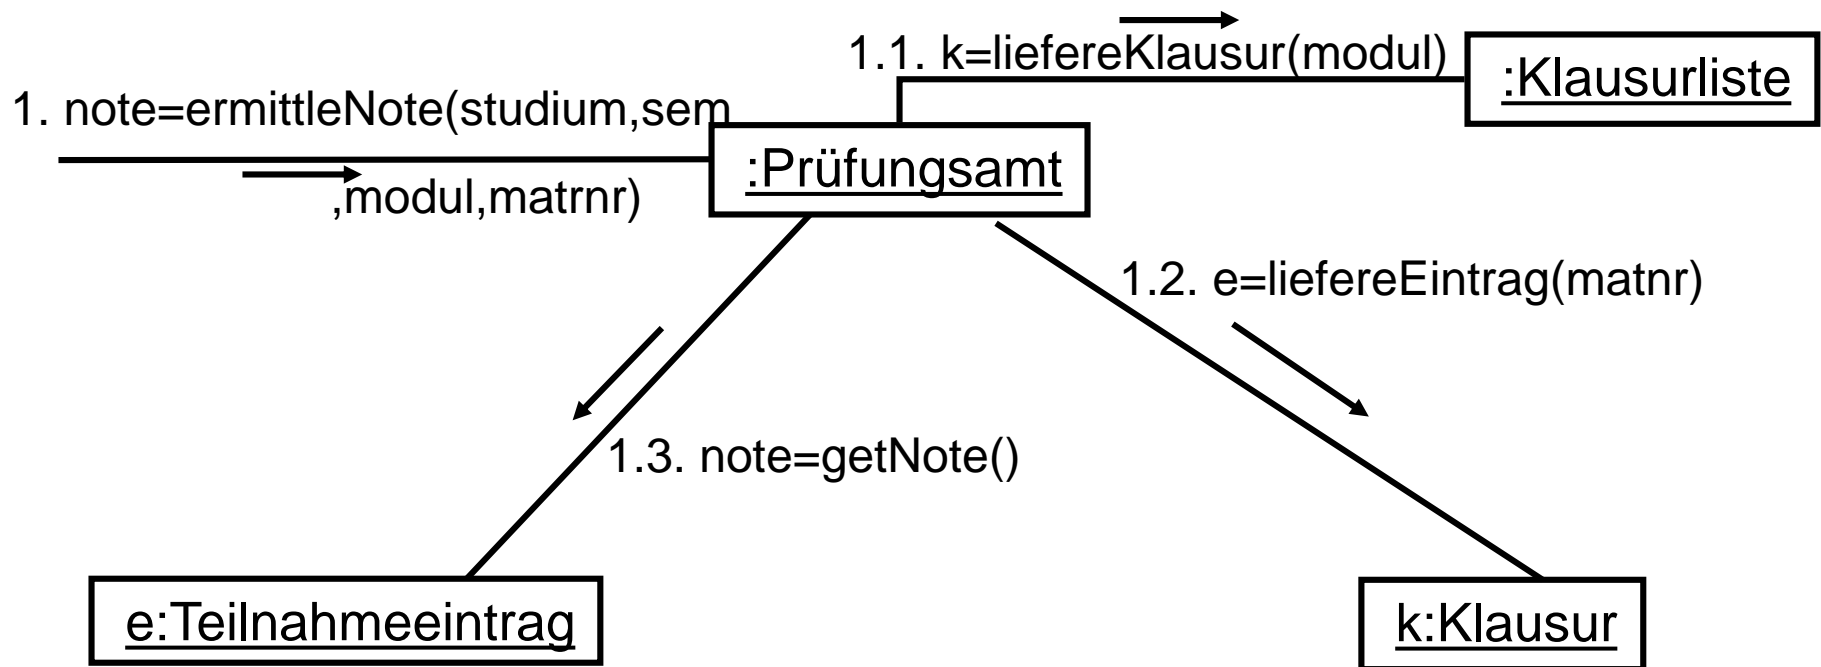 1.1. k=liefereKlausur(modul)
:Klausurliste
1. note=ermittleNote(studium,sem
,modul,matrnr)
:Prüfungsamt
1.2. e=liefereEintrag(matnr)
1.3. note=getNote()
e:Teilnahmeeintrag
k:Klausur